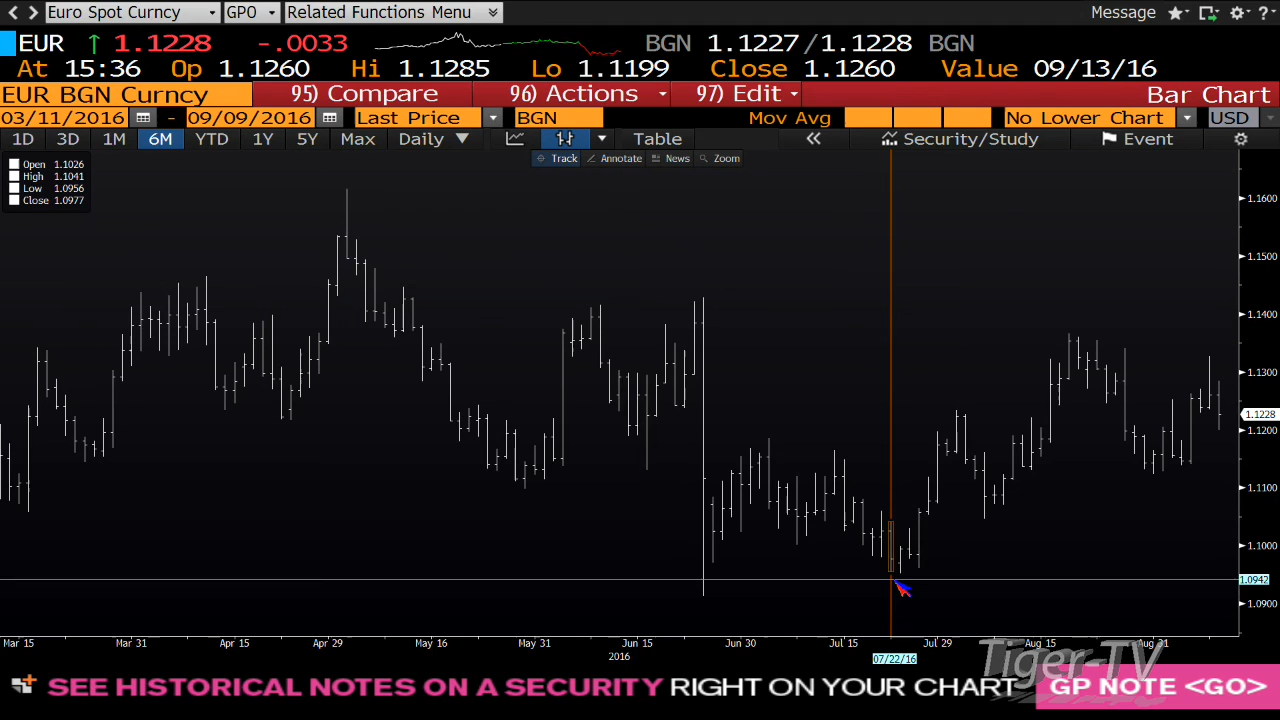 Euro Spot Curncy GPO Related Functions Menu Message ?
EUR ↑ 1.1228 -.0033 BGN 1.1227/1.1228 BGN
At 15:36 Op 1.1260 Hi 1.1285 Lo 1.1199 Close 1.1260 Value 09/13/16
EUR BGN Curncy 95) Compare 96) Actions 97) Edit Bar Chart
03/11/2016 - 09/09/2016 Last Price BGN Mov Avg No Lower Chart USD
1D 3D 1M 6M YTD 1Y 5Y Max Daily ▼ Table « Security/Study Event
Track Annotate News Zoom
Open 1.1026
High 1.1041
Low 1.0956
Close 1.0977
1.1600
1.1500
1.1400
1.1300
1.1228
1.1200
1.1100
1.1000
1.0942
1.0900
Mar 15 Mar 31 Apr 15 Apr 29 May 16 May 31 Jun 15 Jun 30 Jul 15 Jul 29 Aug 15 Aug 31
2016 07/22/16
Tiger-TV
SEE HISTORICAL NOTES ON A SECURITY RIGHT ON YOUR CHART GP NOTE <GO>